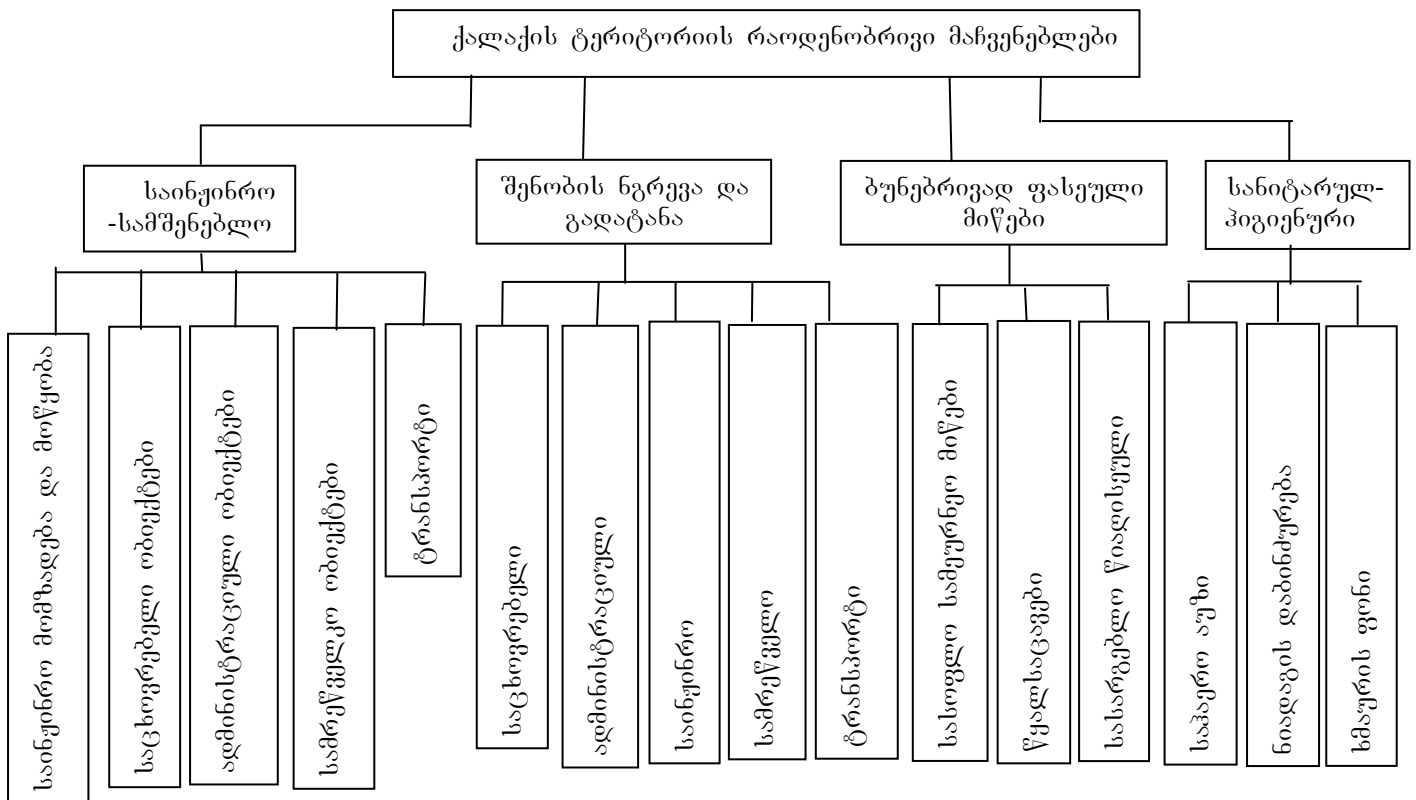 ქალაქის ტერიტორიის რაოდენობრივი მაჩვენებლები
საინჟინრო
-სამშენებლო
შენობის ნგრევა და
გადატანა
ბუნებრივად ფასეული
მიწები
სანიტარულ-
ჰიგიენური
საინჟინრო მომზადება და მოწყობა
საცხოვრებელი ობიექტები
ადმინისტრაციული ობიექტები
სამრეწველკო ობიექტები
ტრანსპორტი
საცხოვრებელი
ადმინისტრაციული
საინჟინრო
სამრეწველო
ტრანსპორტი
სასოფლო სამეურნეო მიწები
წყალსაცავები
სასარგებლო წიაღისეული
საჰაერო აუზი
ნიადაგის დაბინძურება
ხმაურის ფონი